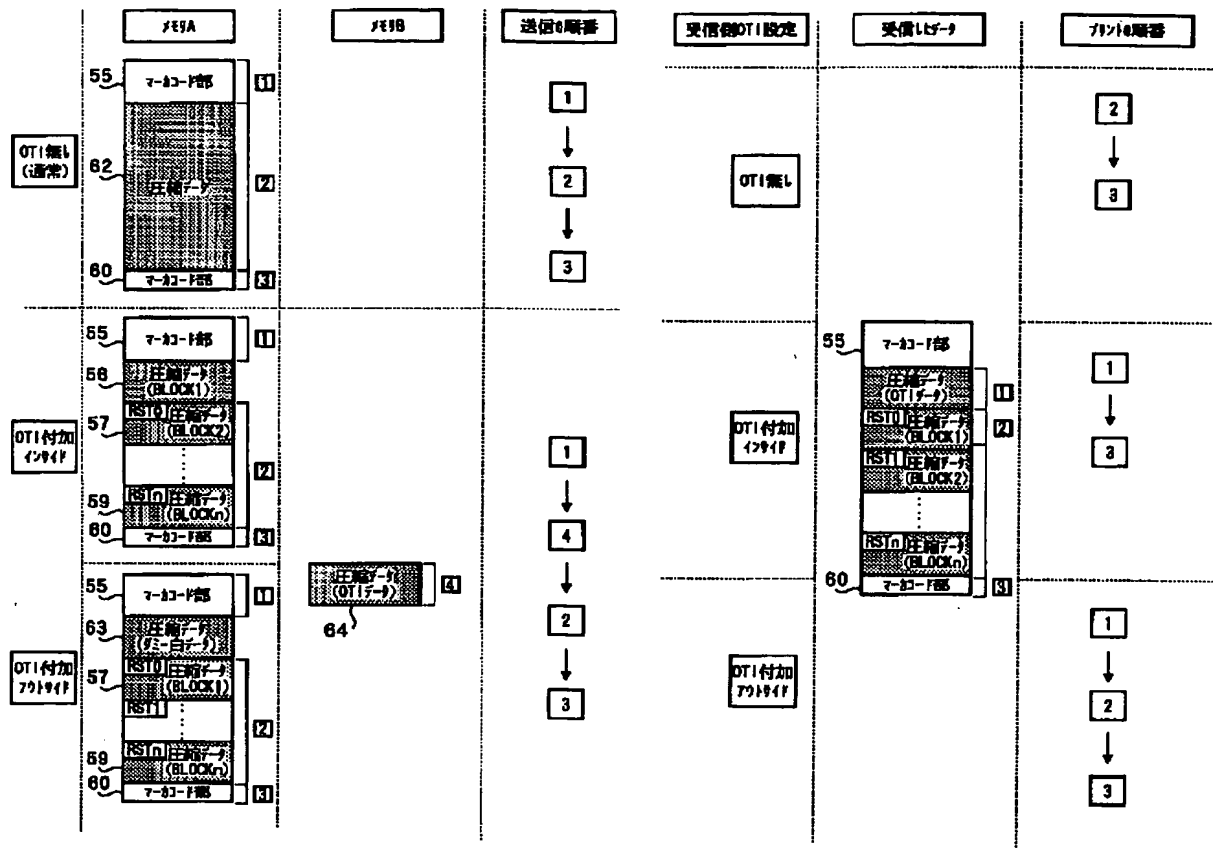 メモリA
メモリB
送信の順番
受信側OTI設定
受信したデータ
プリントの順番
OTI無し
(通常)
55
マーカコード部
1
62
圧縮データ
2
60
マーカコード部
3
1
2
3
OTI付加
インサイド
55
マーカコード部
1
56
圧縮データ
(BLOCK1)
57
RST0
圧縮データ
(BLOCK2)
2
59
RSTn
圧縮データ
(BLOCKn)
60
マーカコード部
3
圧縮データ
(OTIデータ)
4
64
OTI付加
アウトサイド
55
マーカコード部
1
63
圧縮データ
(ダミー白データ)
57
RST0
圧縮データ
(BLOCK1)
RST1
2
59
RSTn
圧縮データ
(BLOCKn)
60
マーカコード部
3
1
4
2
3
OTI無し
2
3
OTI付加
インサイド
55
マーカコード部
圧縮データ
(OTIデータ)
1
RST0
圧縮データ
(BLOCK1)
2
RST1
圧縮データ
(BLOCK2)
RSTn
圧縮データ
(BLOCKn)
60
マーカコード部
3
1
3
OTI付加
アウトサイド
1
2
3